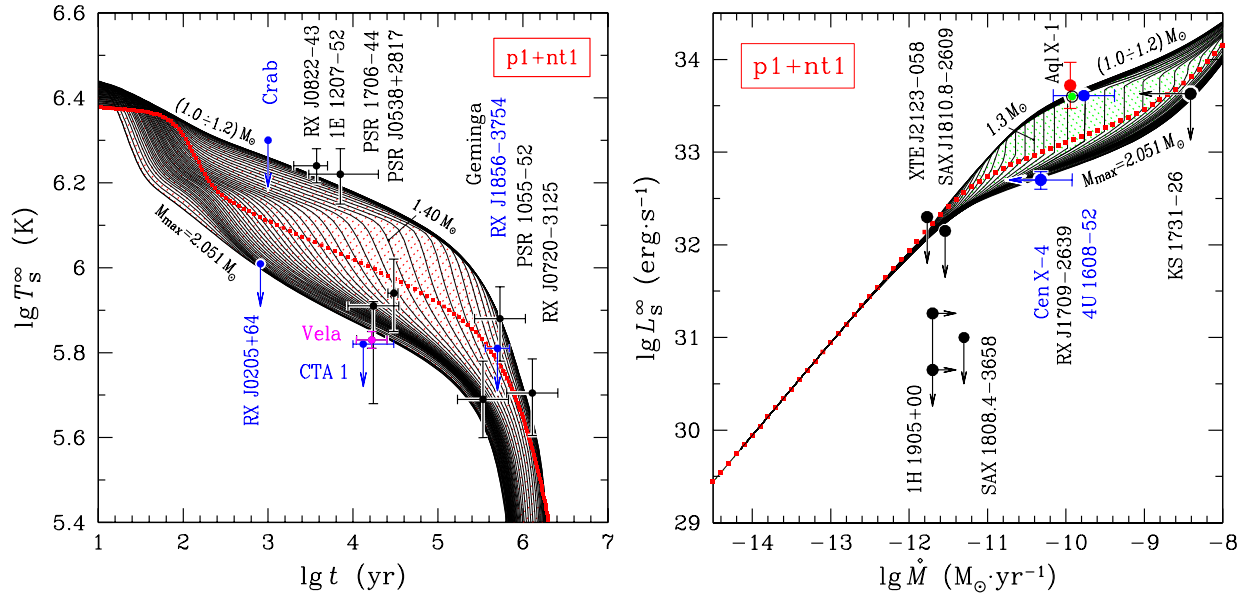 6.6
6.4
6.2
6
5.8
5.6
5.4
lg T_s^∞ (K)
1
2
3
4
5
6
7
lg t (yr)
p1+nt1
(1.0÷1.2) M⊙
Mmax=2.051 M⊙
1.40 M⊙
Crab
RX J0822−43
1E 1207−52
PSR 1706−44
PSR J0538+2817
Geminga
RX J1856−3754
PSR 1055−52
RX J0720−3125
RX J0205+64
Vela
CTA 1
34
33
32
31
30
29
lg L_s^∞ (erg·s⁻¹)
−14
−13
−12
−11
−10
−9
−8
lg Ṁ (M⊙·yr⁻¹)
p1+nt1
(1.0÷1.2) M⊙
1.3 M⊙
Mmax=2.051 M⊙
XTE J2123−058
SAX J1810.8−2609
Aql X−1
Cen X−4
RX J1709−2639
4U 1608−52
KS 1731−26
1H 1905+00
SAX 1808.4−3658